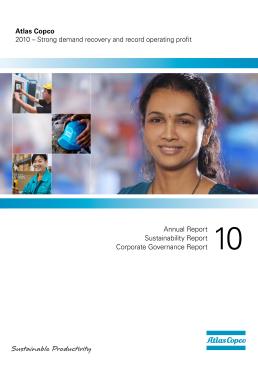 Atlas Copco
2010 – Strong demand recovery and record operating profit
Annual Report
Sustainability Report
Corporate Governance Report
10
Atlas Copco
Sustainable Productivity